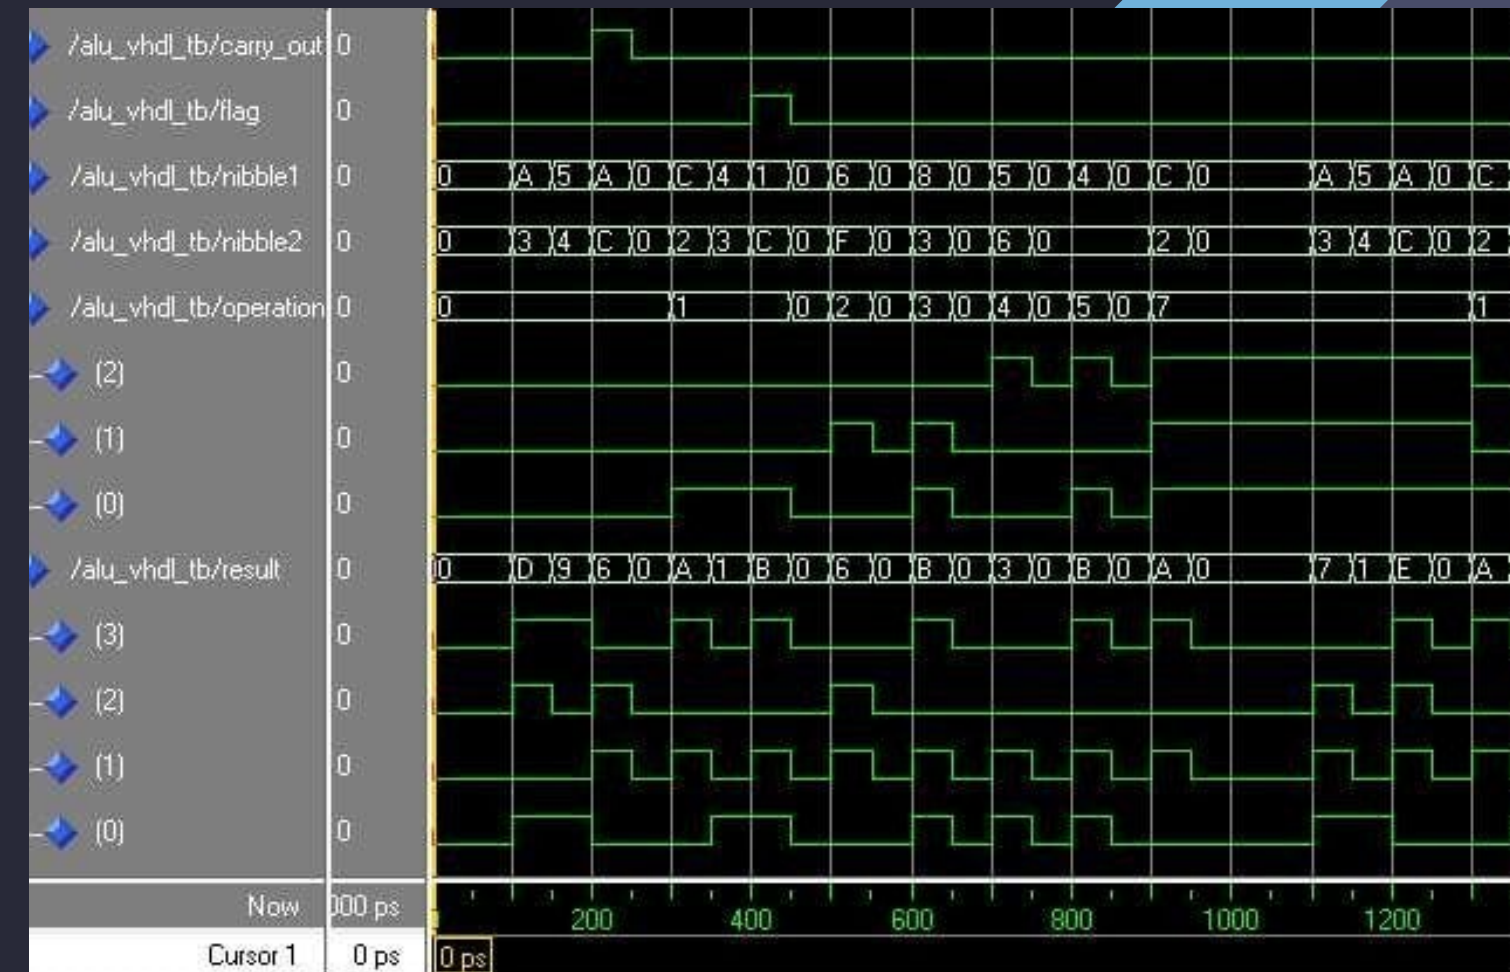 /alu_vhdl_tb/carry_out 0
/alu_vhdl_tb/flag 0
/alu_vhdl_tb/nibble1 0 0 A 5 A 0 C 4 1 0 6 0 8 0 5 0 4 0 C 0 A 5 A 0 C
/alu_vhdl_tb/nibble2 0 0 3 4 C 0 2 3 C 0 F 0 3 0 6 0 2 0 3 4 C 0 2
/alu_vhdl_tb/operation 0 0 1 0 2 0 3 0 4 0 5 0 7 1
(2) 0
(1) 0
(0) 0
/alu_vhdl_tb/result 0 0 D 9 6 0 A 1 B 0 6 0 B 0 3 0 B 0 A 0 7 1 E 0 A
(3) 0
(2) 0
(1) 0
(0) 0
Now 000 ps 200 400 600 800 1000 1200
Cursor 1 0 ps 0 ps